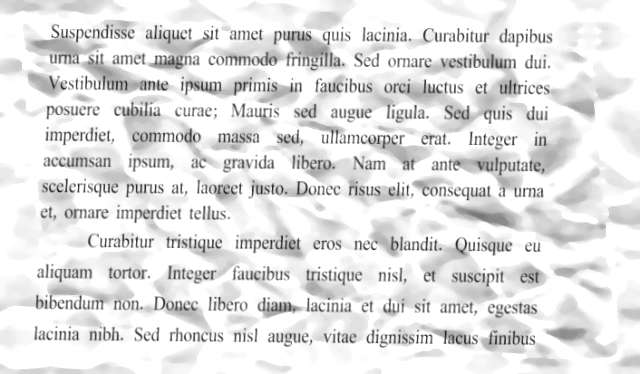 Suspendisse aliquet sit amet purus quis lacinia. Curabitur dapibus
urna sit amet magna commodo fringilla. Sed ornare vestibulum dui.
Vestibulum ante ipsum primis in faucibus orci luctus et ultrices
posuere cubilia curae; Mauris sed augue ligula. Sed quis dui
imperdiet, commodo massa sed, ullamcorper erat. Integer in
accumsan ipsum, ac gravida libero. Nam at ante vulputate,
scelerisque purus at, laoreet justo. Donec risus elit, consequat a urna
et, ornare imperdiet tellus.
Curabitur tristique imperdiet eros nec blandit. Quisque eu
aliquam tortor. Integer faucibus tristique nisl, et suscipit est
bibendum non. Donec libero diam, lacinia et dui sit amet, egestas
lacinia nibh. Sed rhoncus nisl augue, vitae dignissim lacus finibus